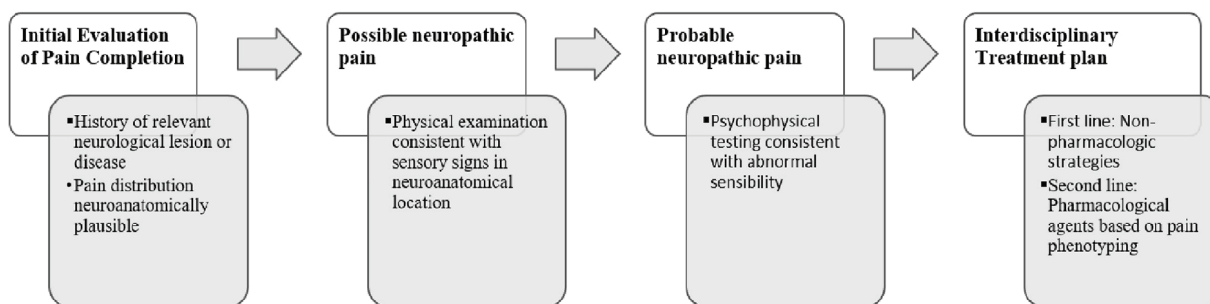 Initial Evaluation
of Pain Completion
▪History of relevant
neurological lesion or
disease
•Pain distribution
neuroanatomically
plausible
Possible neuropathic
pain
▪Physical examination
consistent with
sensory signs in
neuroanatomical
location
Probable
neuropathic pain
▪Psychophysical
testing consistent
with abnormal
sensibility
Interdisciplinary
Treatment plan
▪First line: Non-
pharmacologic
strategies
▪Second line:
Pharmacological
agents based on pain
phenotyping